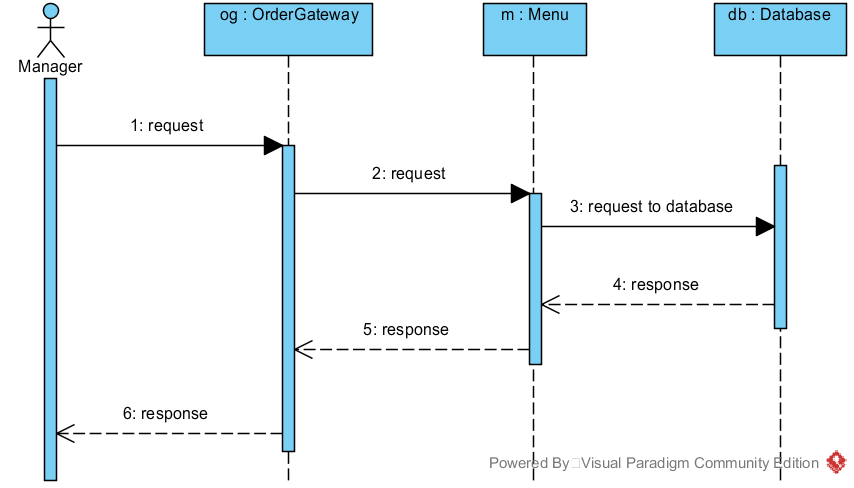 og : OrderGateway
m : Menu
db : Database
Manager
1: request
2: request
3: request to database
4: response
5: response
6: response
Powered By Visual Paradigm Community Edition